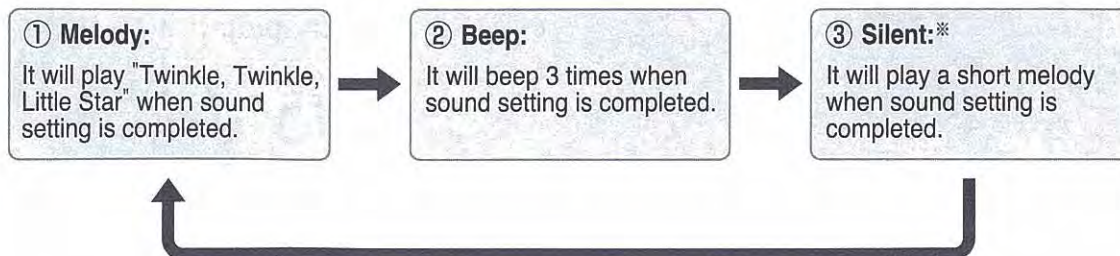 ① Melody:
It will play "Twinkle, Twinkle,
Little Star" when sound
setting is completed.
② Beep:
It will beep 3 times when
sound setting is completed.
③ Silent:※
It will play a short melody
when sound setting is
completed.